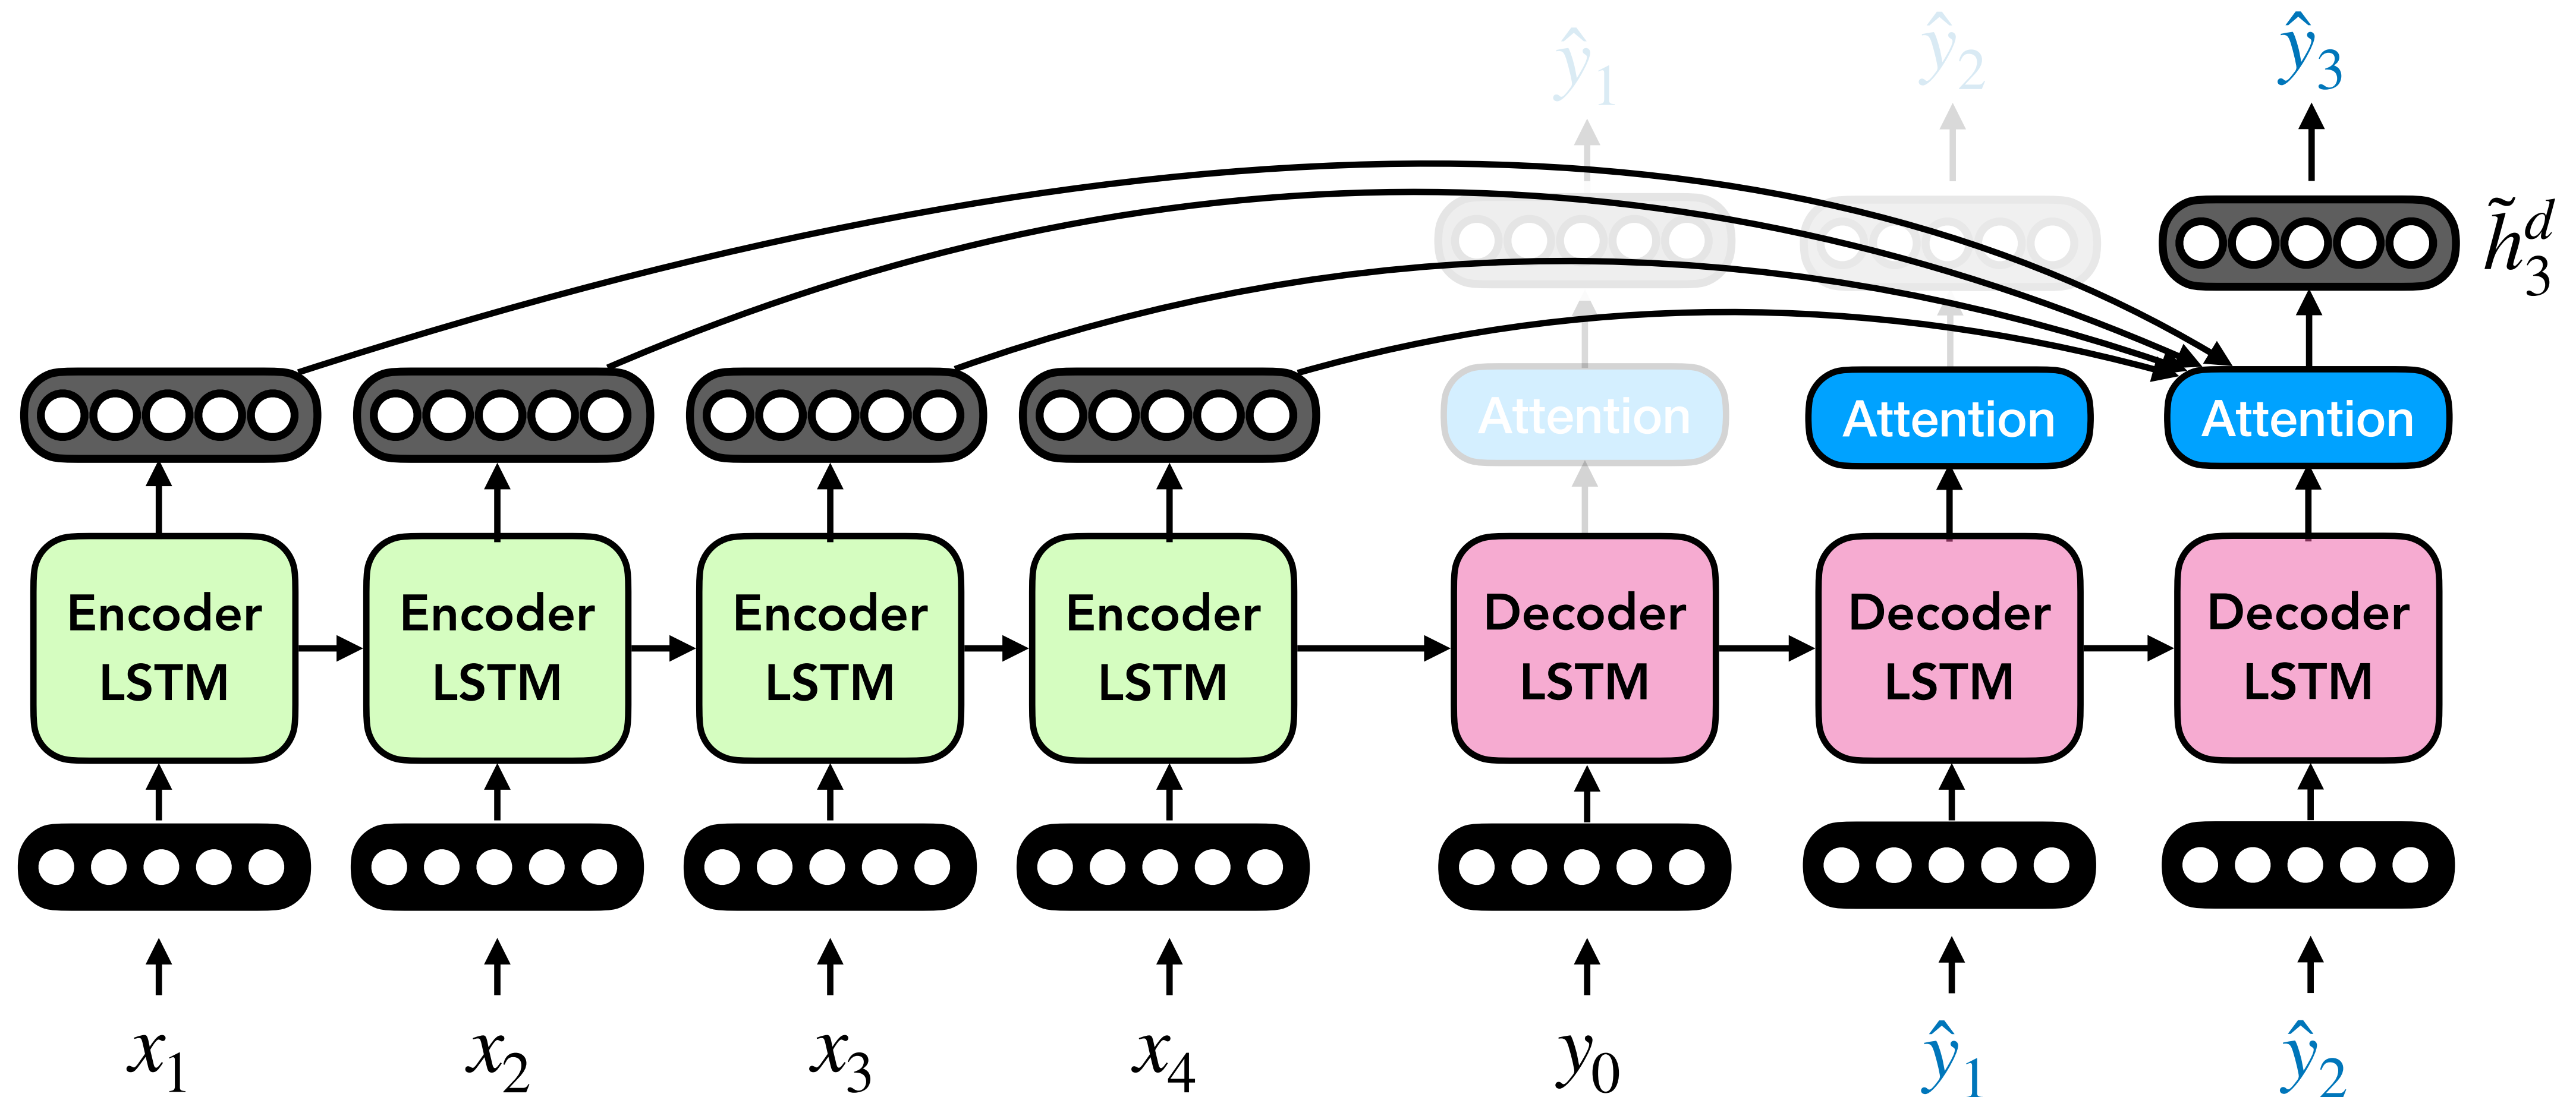 ŷ₁ ŷ₂ ŷ₃
h̃₃ᵈ
Attention Attention Attention
Encoder LSTM Encoder LSTM Encoder LSTM Encoder LSTM Decoder LSTM Decoder LSTM Decoder LSTM
x₁ x₂ x₃ x₄ y₀ ŷ₁ ŷ₂